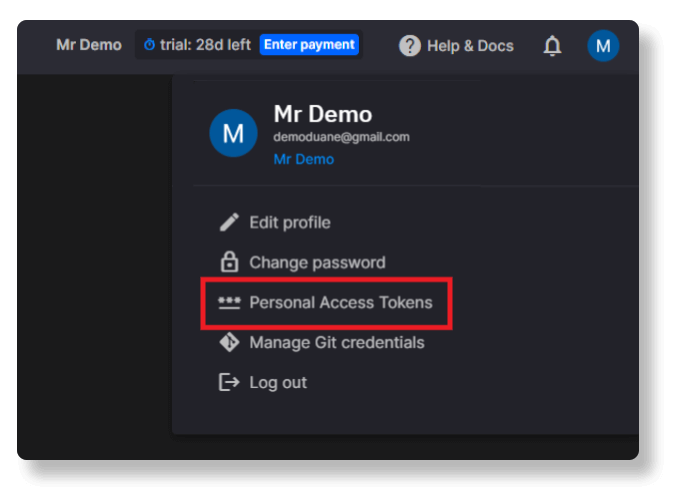 Mr Demo trial: 28d left Enter payment Help & Docs M
M
Mr Demo
demoduane@gmail.com
Mr Demo
Edit profile
Change password
Personal Access Tokens
Manage Git credentials
Log out